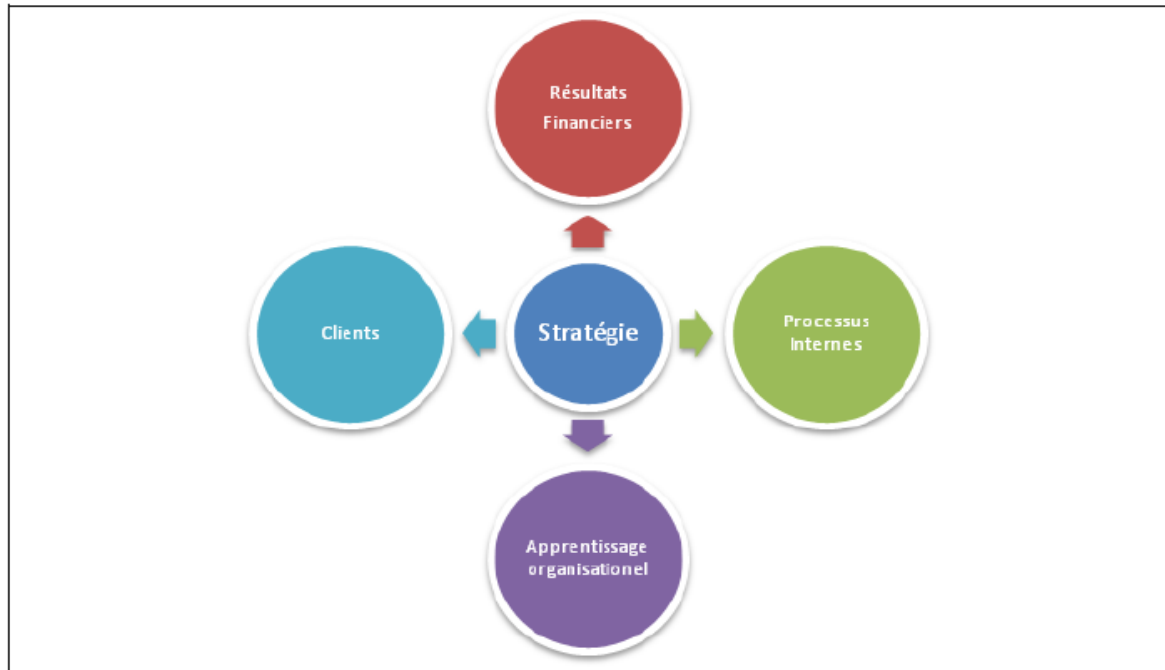 Résultats
Financiers
Clients
Stratégie
Processus
Internes
Apprentissage
organisationel